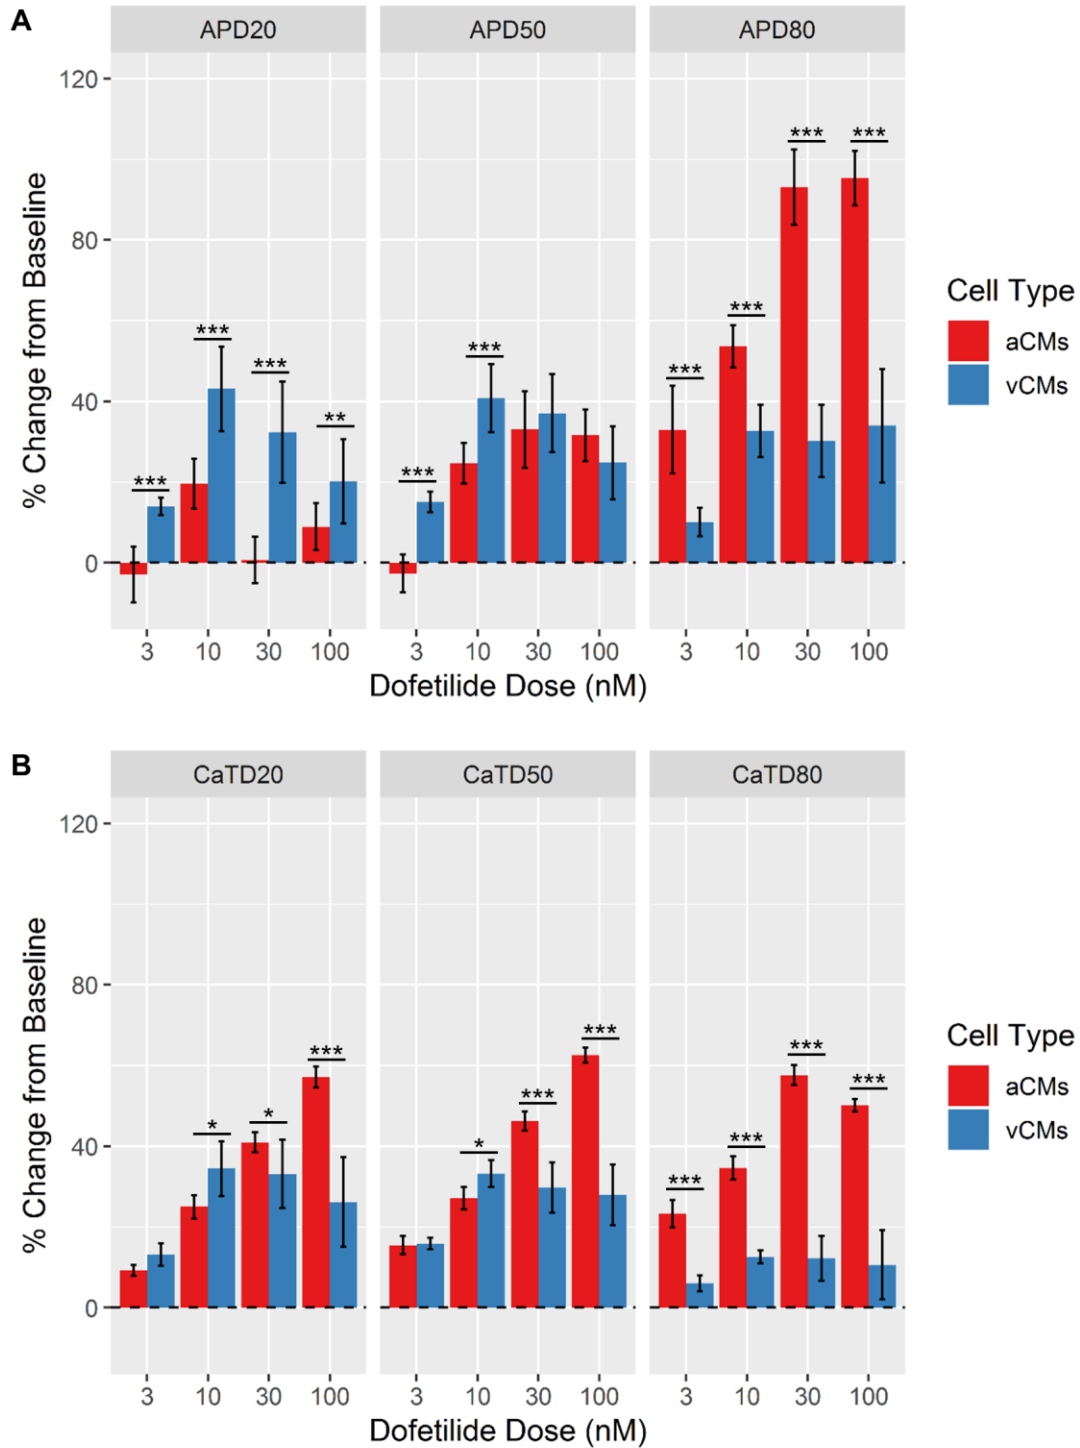 A
APD20 APD50 APD80
% Change from Baseline
120
80
40
0
*** *** *** **
*** ***
*** *** *** ***
3 10 30 100 3 10 30 100 3 10 30 100
Dofetilide Dose (nM)
Cell Type
aCMs
vCMs
B
CaTD20 CaTD50 CaTD80
% Change from Baseline
120
80
40
0
* * ***
* *** ***
*** *** *** ***
3 10 30 100 3 10 30 100 3 10 30 100
Dofetilide Dose (nM)
Cell Type
aCMs
vCMs